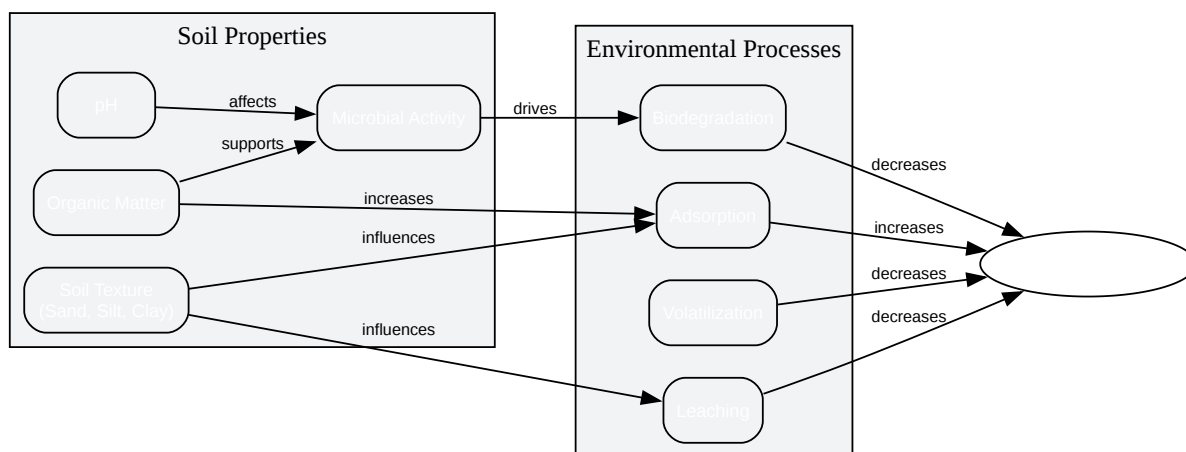 Soil Properties
pH
affects
Microbial Activity
supports
Organic Matter
increases
influences
Soil Texture
(Sand, Silt, Clay)
influences
drives
Environmental Processes
Biodegradation
decreases
Adsorption
increases
Volatilization
decreases
Leaching
decreases